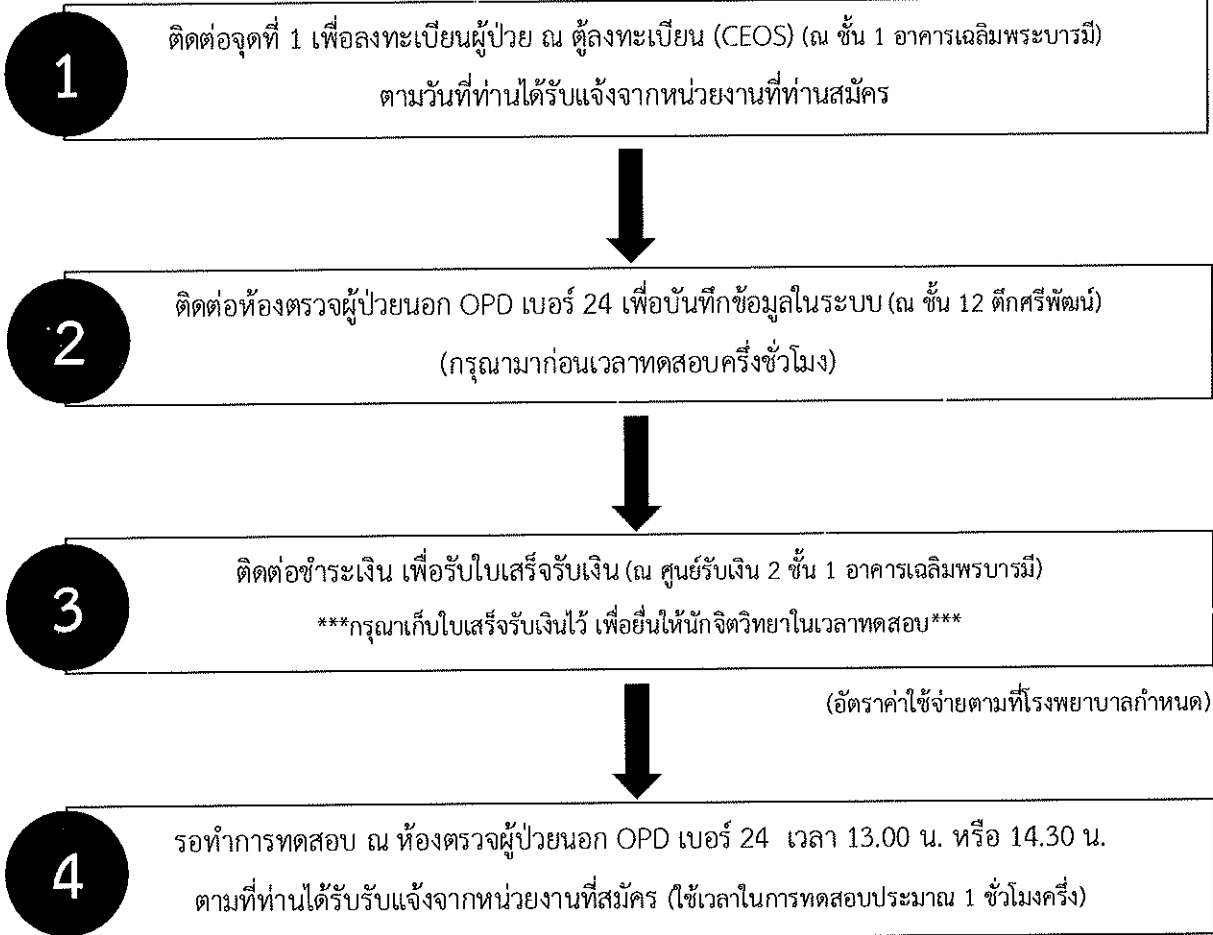 1
ติดต่อจุดที่ 1 เพื่อลงทะเบียนผู้ป่วย ณ ตู้ลงทะเบียน (CEOS) (ณ ชั้น 1 อาคารเฉลิมพระบารมี)
ตามวันที่ท่านได้รับแจ้งจากหน่วยงานที่ท่านสมัคร
2
ติดต่อห้องตรวจผู้ป่วยนอก OPD เบอร์ 24 เพื่อบันทึกข้อมูลในระบบ (ณ ชั้น 12 ตึกศรีพัฒน์)
(กรุณามาก่อนเวลาทดสอบครึ่งชั่วโมง)
3
ติดต่อชำระเงิน เพื่อรับใบเสร็จรับเงิน (ณ ศูนย์รับเงิน 2 ชั้น 1 อาคารเฉลิมพรบารมี)
***กรุณาเก็บใบเสร็จรับเงินไว้ เพื่อยื่นให้นักจิตวิทยาในเวลาทดสอบ***
(อัตราค่าใช้จ่ายตามที่โรงพยาบาลกำหนด)
4
รอทำการทดสอบ ณ ห้องตรวจผู้ป่วยนอก OPD เบอร์ 24 เวลา 13.00 น. หรือ 14.30 น.
ตามที่ท่านได้รับรับแจ้งจากหน่วยงานที่สมัคร (ใช้เวลาในการทดสอบประมาณ 1 ชั่วโมงครึ่ง)